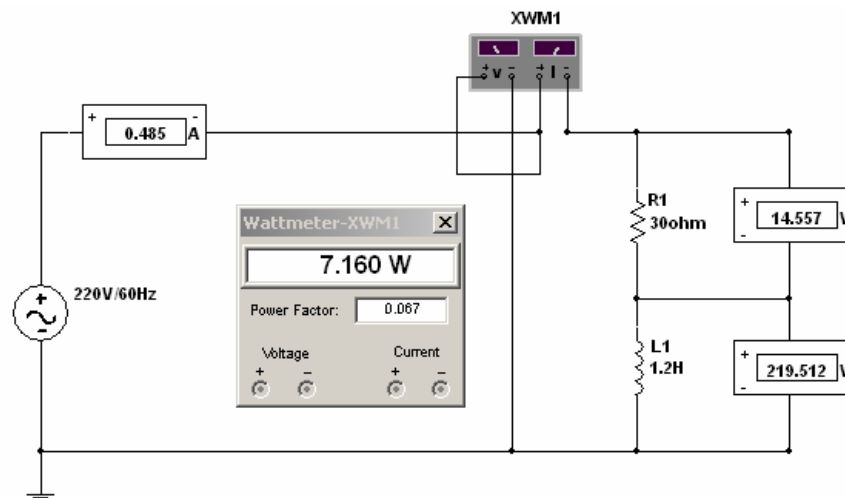 XWM1
+ v - + I -
+ 0.485 - A
R1
30ohm
+ 14.557 -
Wattmeter-XWM1 X
7.160 W
Power Factor: 0.067
Voltage Current
+ - + -
220V/60Hz
+
-
L1
1.2H
+ 219.512 -